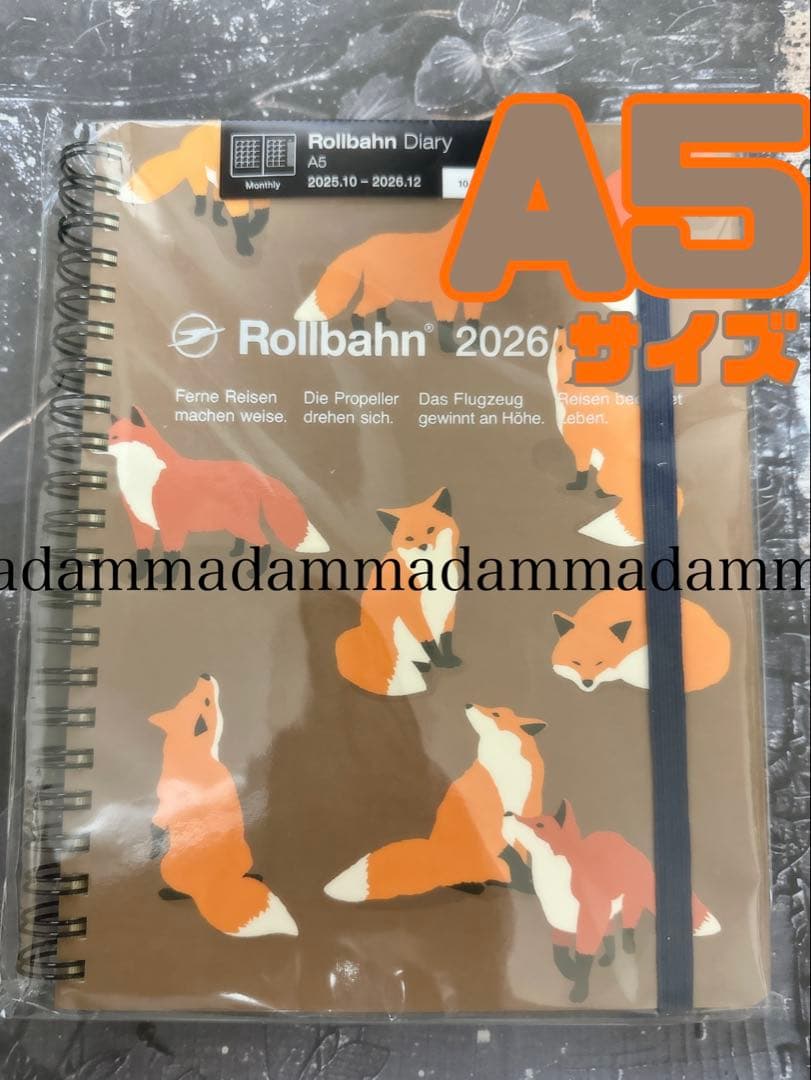 Rollbahn Diary
A5
2025.10 – 2026.12
Monthly
10
A5
サイズ
Rollbahn® 2026
Ferne Reisen
machen weise.
Die Propeller
drehen sich.
Das Flugzeug
gewinnt an Höhe.
Reisen
Leben.
adammadammadammadamm